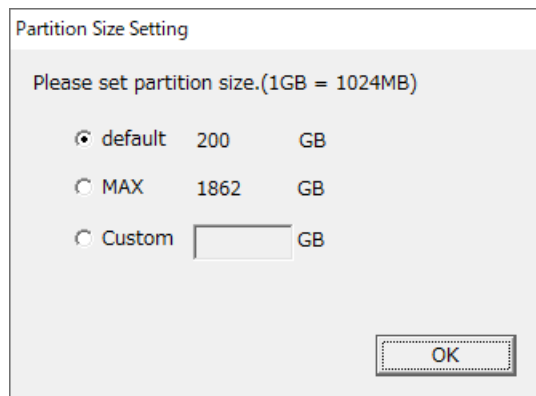 Partition Size Setting
Please set partition size.(1GB = 1024MB)
default 200 GB
MAX 1862 GB
Custom GB
OK